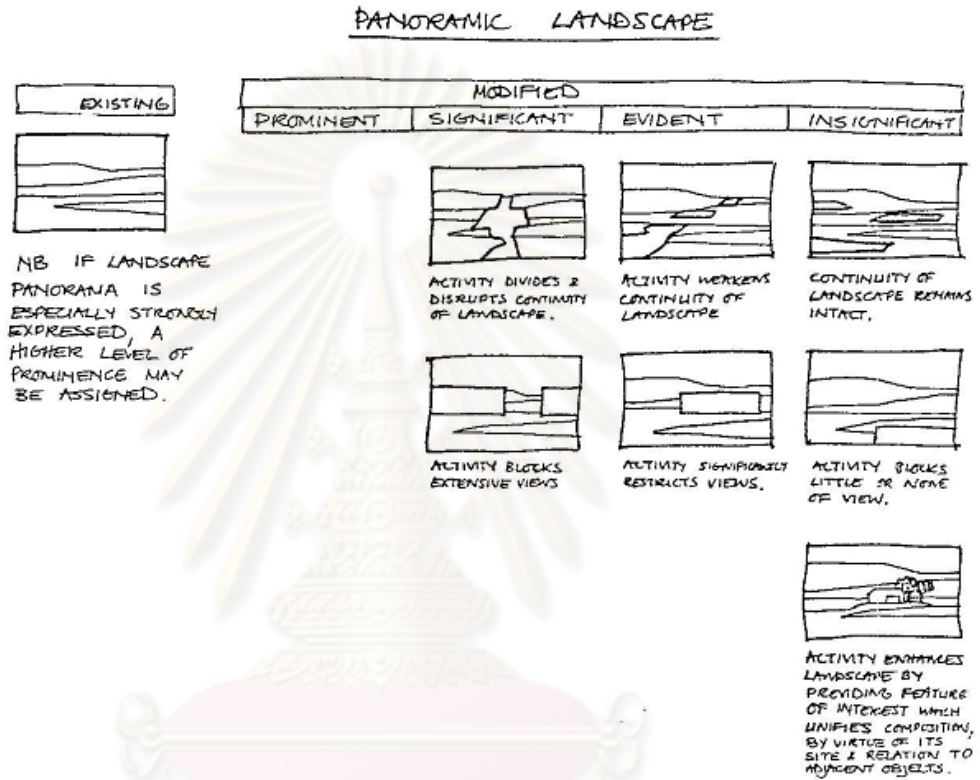 PANORAMIC LANDSCAPE
EXISTING
MODIFIED
PROMINENT SIGNIFICANT EVIDENT INSIGNIFICANT
NB IF LANDSCAPE
PANORAMA IS
ESPECIALLY STRONGLY
EXPRESSED, A
HIGHER LEVEL OF
PROMINENCE MAY
BE ASSIGNED.
ACTIVITY DIVIDES &
DISRUPTS CONTINUITY
OF LANDSCAPE.
ACTIVITY WEAKENS
CONTINUITY OF
LANDSCAPE
CONTINUITY OF
LANDSCAPE REMAINS
INTACT.
ACTIVITY BLOCKS
EXTENSIVE VIEWS
ACTIVITY SIGNIFICANTLY
RESTRICTS VIEWS.
ACTIVITY BLOCKS
LITTLE OR NONE
OF VIEW.
ACTIVITY ENHANCES
LANDSCAPE BY
PROVIDING FEATURE
OF INTEREST WHICH
UNIFIES COMPOSITION,
BY VIRTUE OF ITS
SITE & RELATION TO
ADJACENT OBJECTS.